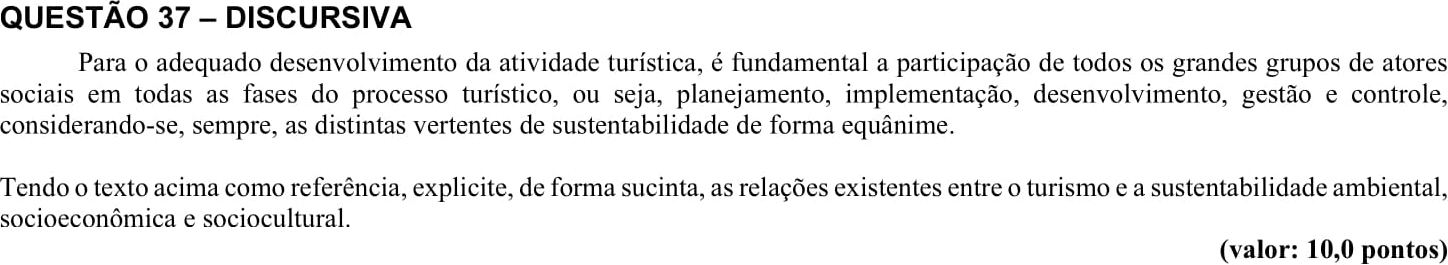 QUESTÃO 37 – DISCURSIVA
Para o adequado desenvolvimento da atividade turística, é fundamental a participação de todos os grandes grupos de atores
sociais em todas as fases do processo turístico, ou seja, planejamento, implementação, desenvolvimento, gestão e controle,
considerando-se, sempre, as distintas vertentes de sustentabilidade de forma equânime.
Tendo o texto acima como referência, explicite, de forma sucinta, as relações existentes entre o turismo e a sustentabilidade ambiental,
socioeconômica e sociocultural.
(valor: 10,0 pontos)